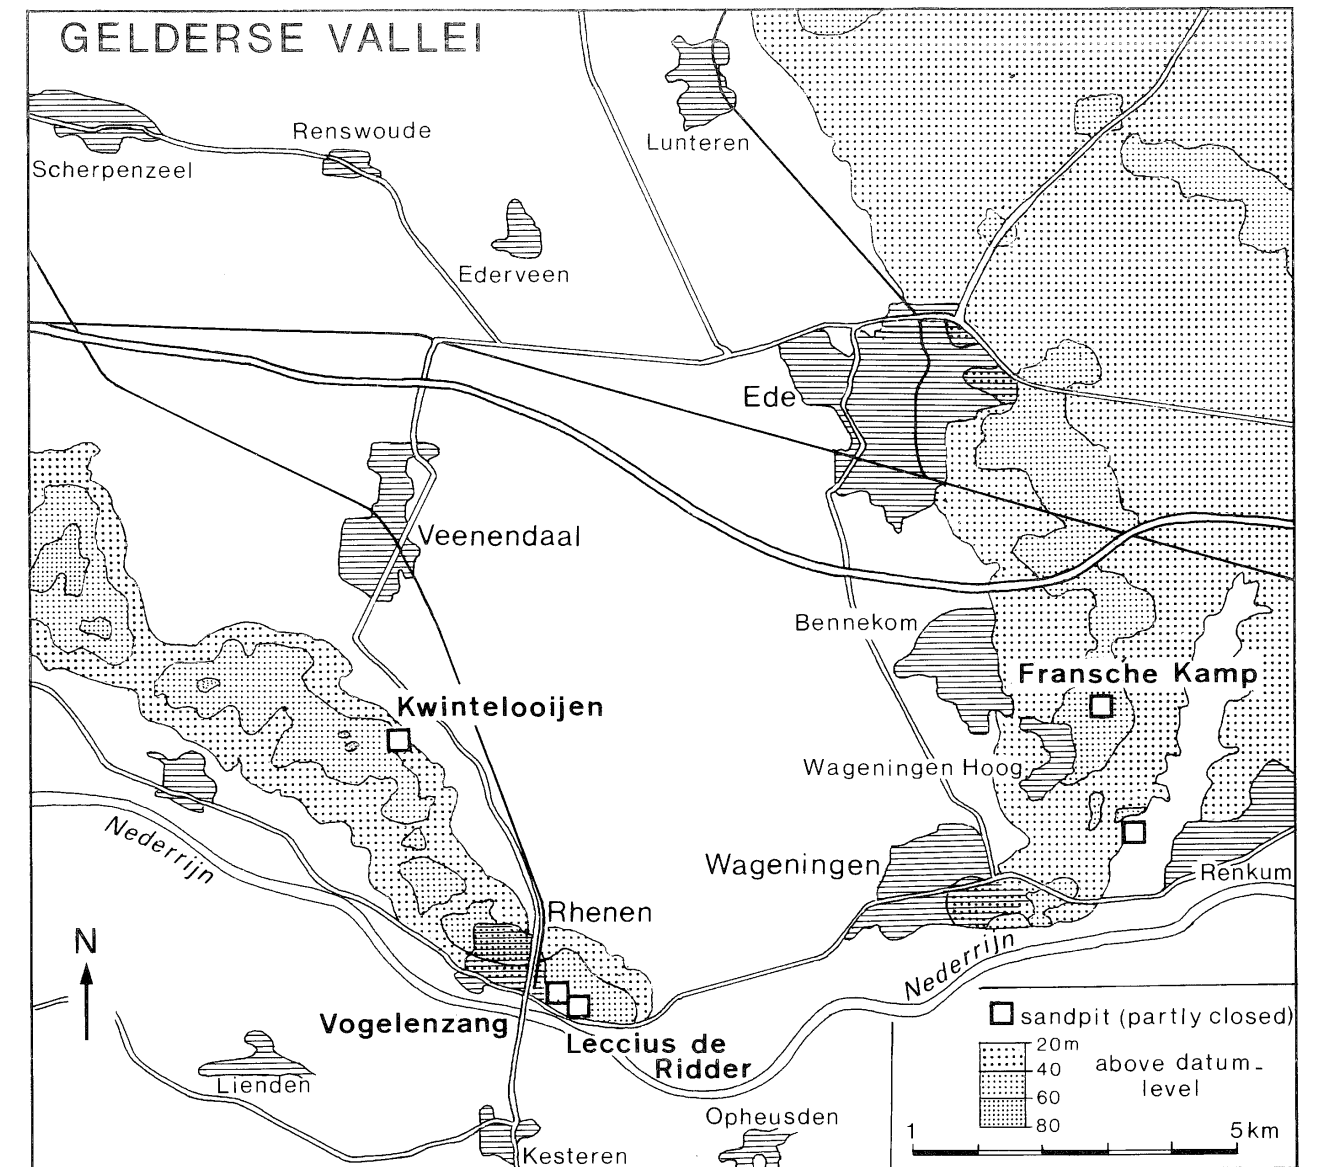 GELDERSE VALLEI
Renswoude
Lunteren
Scherpenzeel
Ederveen
Ede
Veenendaal
Bennekom
Fransche Kamp
Kwintelooijen
Wageningen Hoog
Nederrijn
Wageningen
Renkum
Rhenen
N
Nederrijn
Vogelenzang
sandpit (partly closed)
Leccius de
Ridder
20m
40
60
80
above datum-
level
Lienden
Opheusden
1 5km
Kesteren